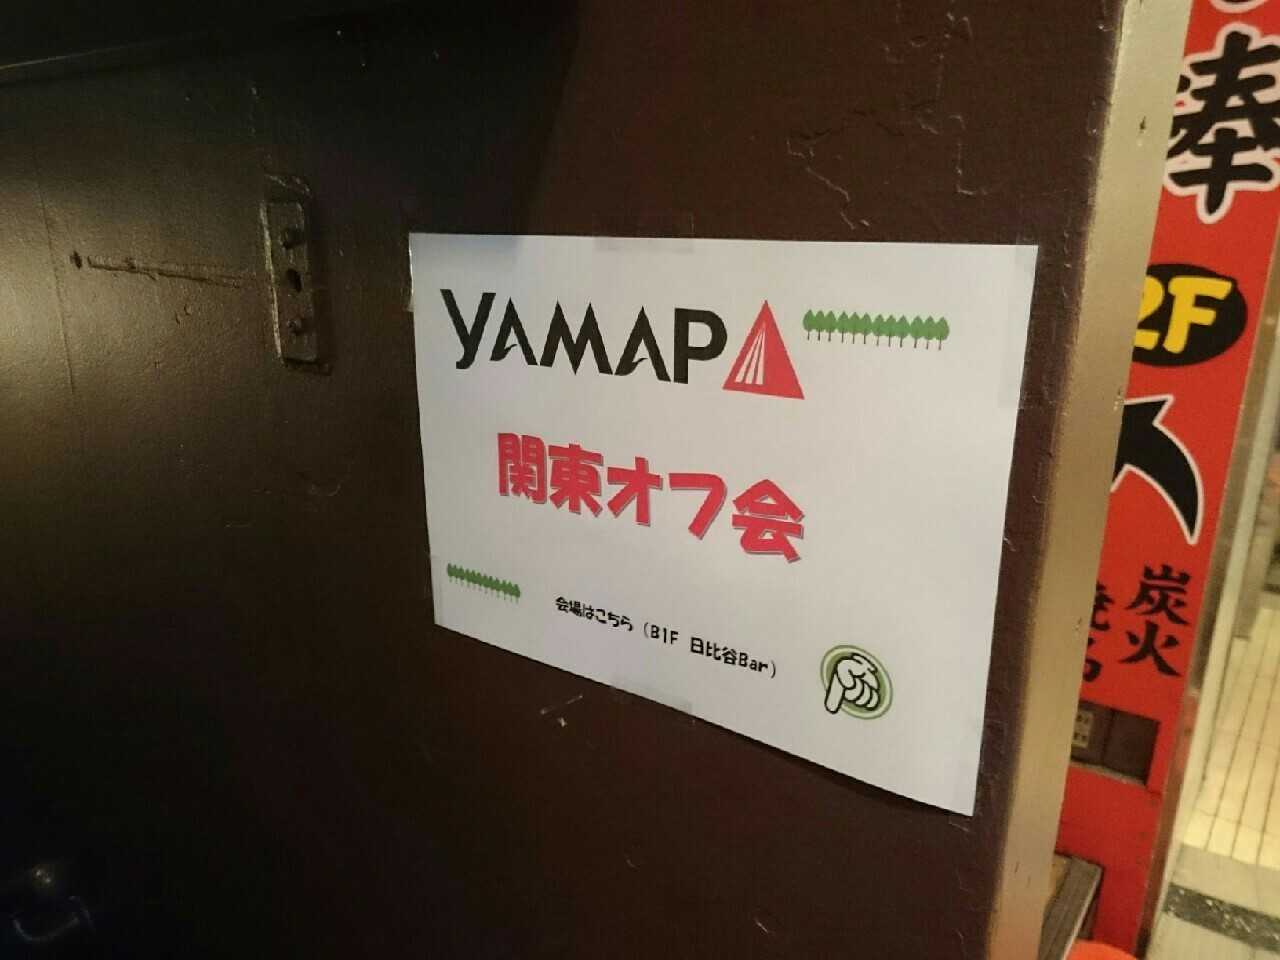 YAMAP
関東オフ会
会場はこちら（B1F 日比谷Bar）
棒
2F
炭火